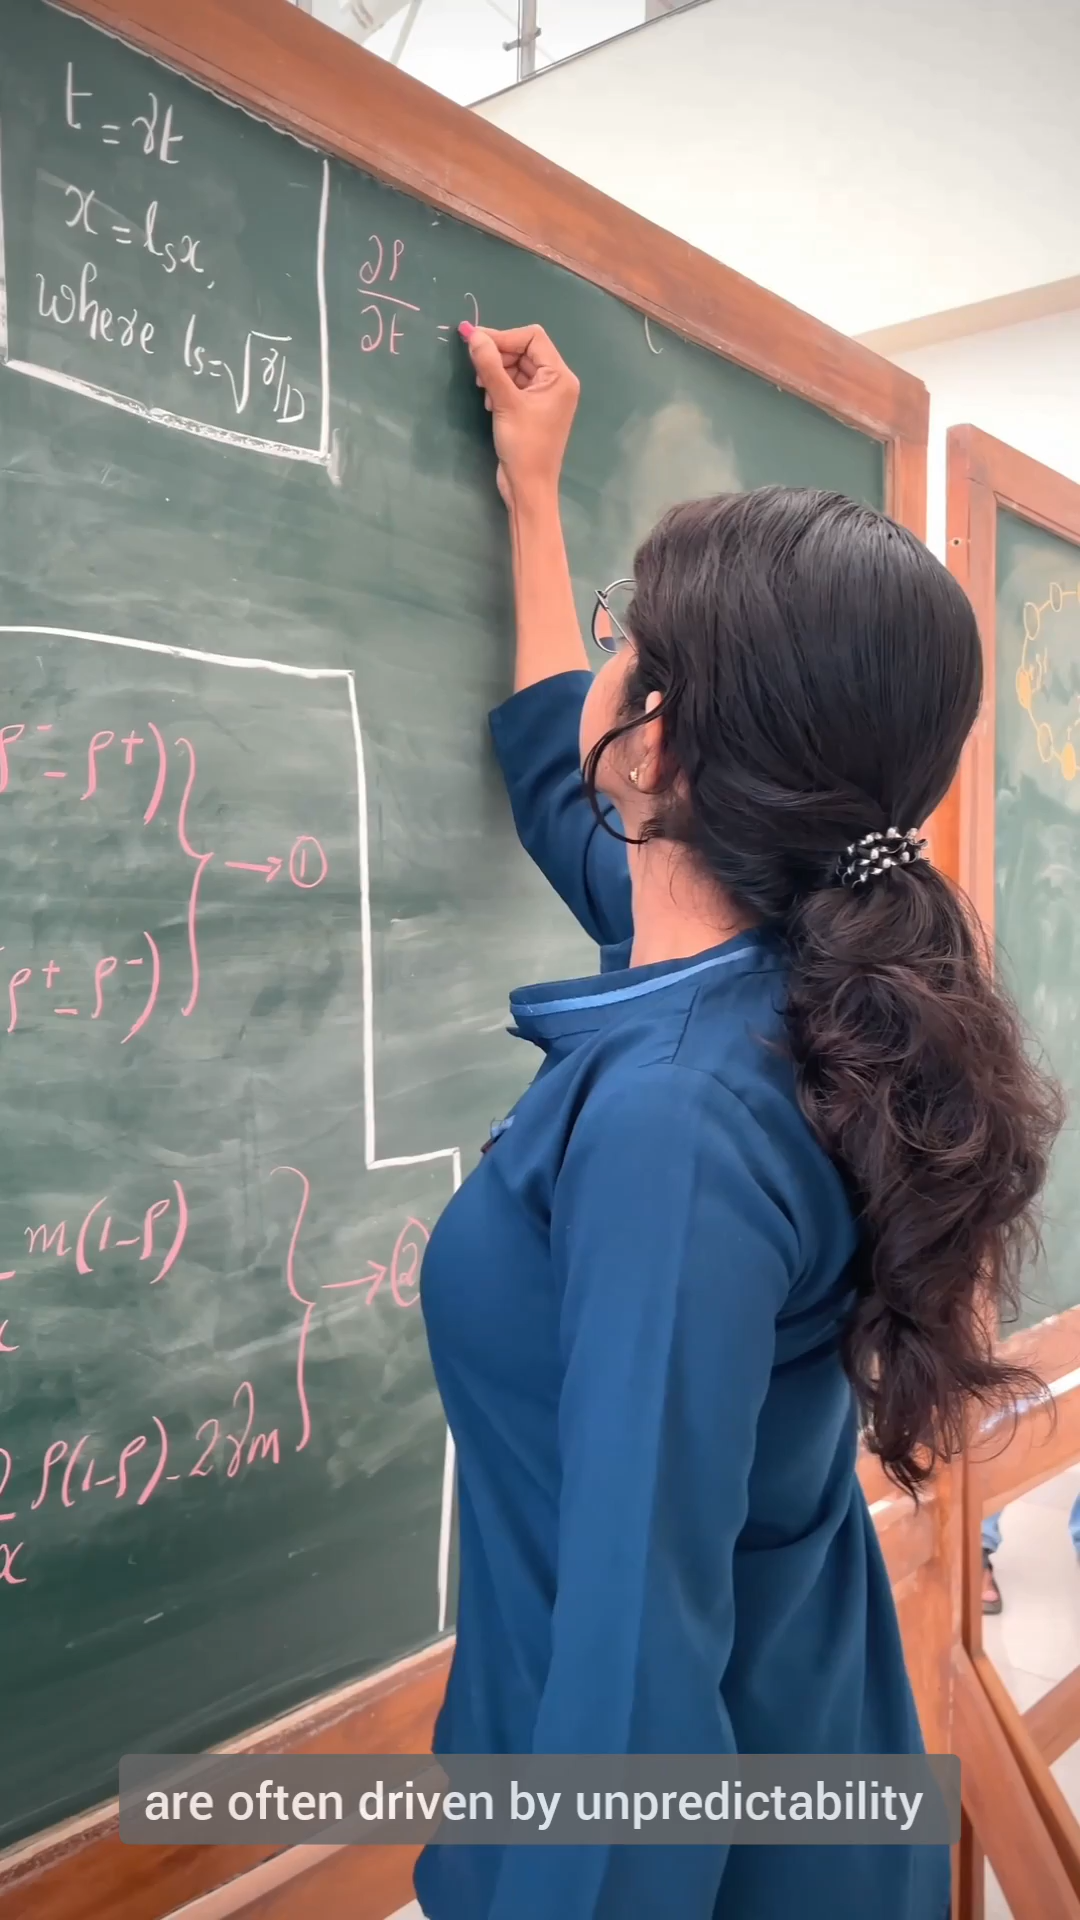 t = γt
x = lₛx,
where lₛ = √γ/D
∂ρ/∂t = ∂
ρ⁻ - ρ⁺) } → ①
(ρ⁺ - ρ⁻)
m(1-ρ) } → ②
x
ρ(1-ρ) - 2γm
x
are often driven by unpredictability